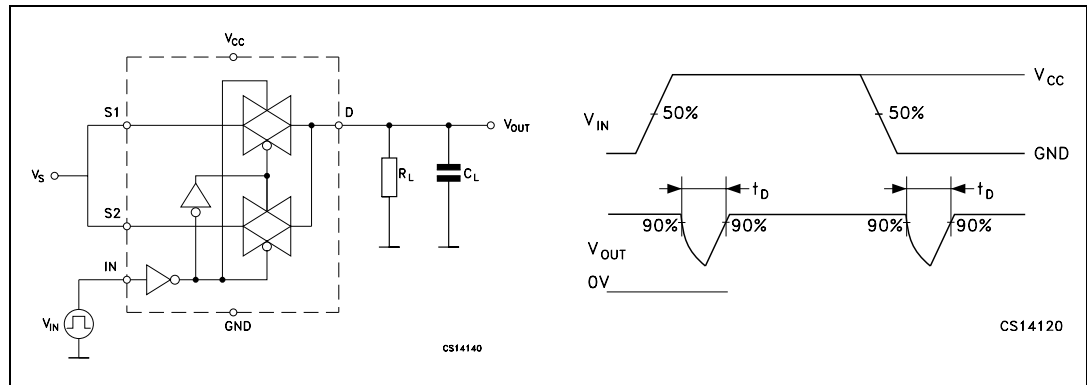 VCC
S1
D
VOUT
VS
RL
CL
S2
IN
VIN
GND
CS14140
VCC
VIN
50%
50%
GND
tD
tD
90%
90%
90%
90%
VOUT
0V
CS14120